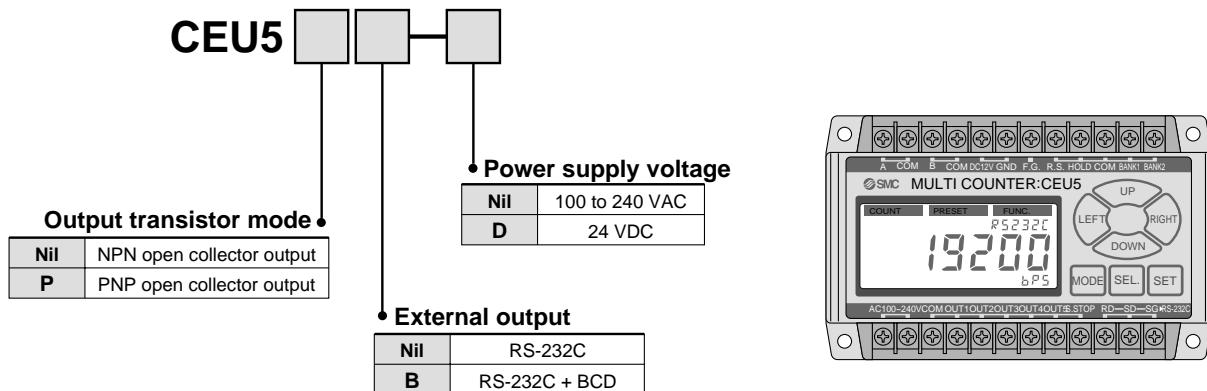 CEU5
Power supply voltage
Nil 100 to 240 VAC
D 24 VDC
Output transistor mode
Nil NPN open collector output
P PNP open collector output
External output
Nil RS-232C
B RS-232C + BCD
A COM B COM DC12V GND F.G. R.S. HOLD COM BANK1 BANK2
SMC MULTI COUNTER:CEU5
COUNT PRESET FUNC.
RS232C
19200
bPS
UP
LEFT RIGHT
DOWN
MODE SEL. SET
AC100~240V COM OUT1 OUT2 OUT3 OUT4 OUT5 S.STOP RD—SD—SG RS-232C